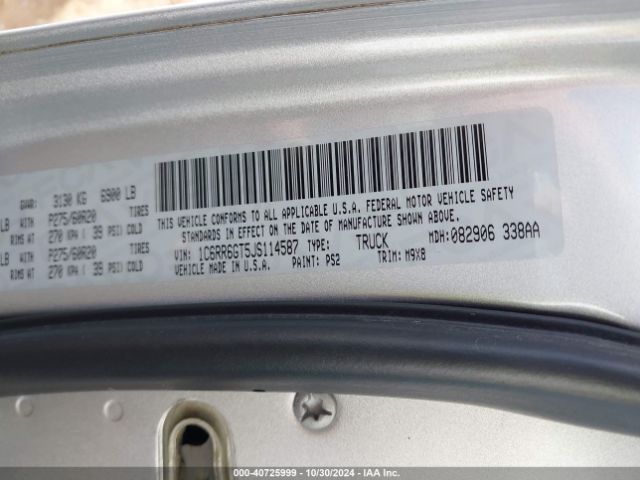 GVWR: 3130 KG 6900 LB
LB WITH P275/60R20 TIRES
RIMS AT 270 KPA ( 39 PSI) COLD
LB WITH P275/60R20 TIRES
RIMS AT 270 KPA ( 39 PSI) COLD
THIS VEHICLE CONFORMS TO ALL APPLICABLE U.S.A. FEDERAL MOTOR VEHICLE SAFETY
STANDARDS IN EFFECT ON THE DATE OF MANUFACTURE SHOWN ABOVE.
VIN: 1C6RR6GT5JS114587 TYPE: TRUCK MDH:082906 338AA
VEHICLE MADE IN U.S.A. PAINT: PS2 TRIM: M9X8
000-40725999 - 10/30/2024 - IAA Inc.